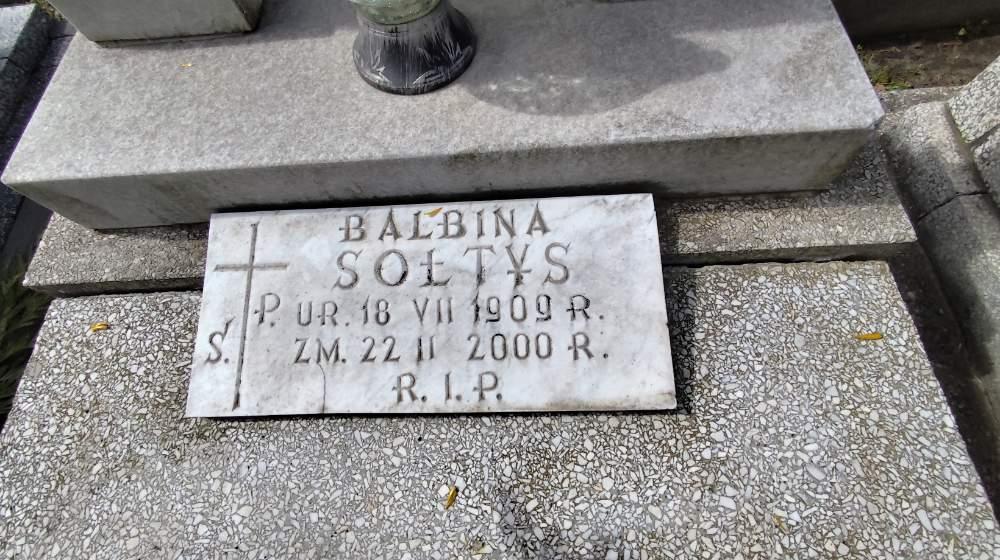 BALBINA
SOŁTYS
Ś. P. UR. 18 VII 1909 R.
ZM. 22 II 2000 R.
R. I. P.